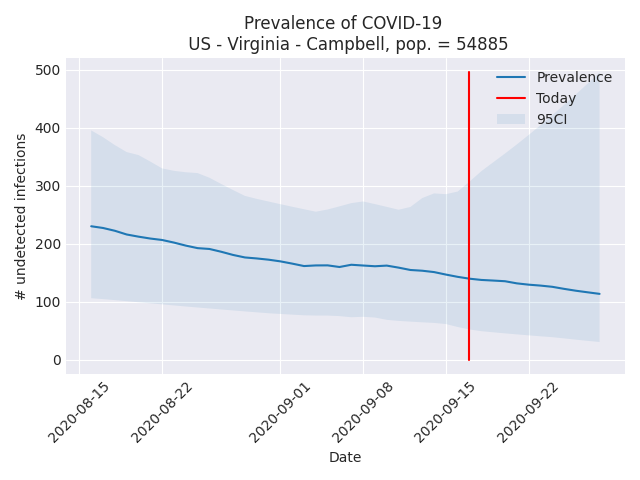 Prevalence of COVID-19
US - Virginia - Campbell, pop. = 54885
# undetected infections
500
400
300
200
100
0
Prevalence
Today
95CI
2020-08-15
2020-08-22
2020-09-01
2020-09-08
2020-09-15
2020-09-22
Date